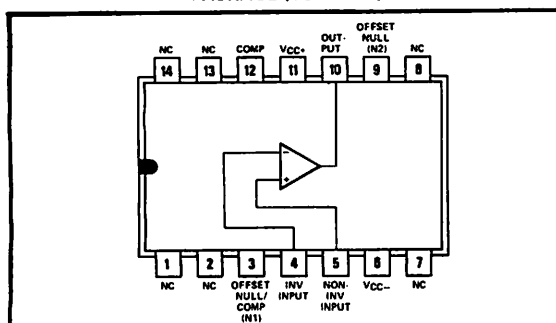 NC NC COMP VCC+ OUT- OFFSET NC
PUT NULL
(N2)
14 13 12 11 10 9 8
-
+
1 2 3 4 5 6 7
NC NC OFFSET INV NON- VCC– NC
NULL/ INPUT INV
COMP INPUT
(N1)